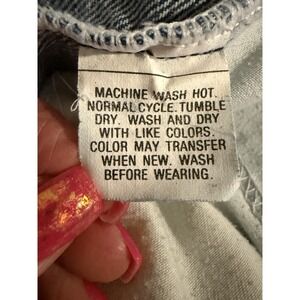 MACHINE WASH HOT.
NORMAL CYCLE. TUMBLE
DRY. WASH AND DRY
WITH LIKE COLORS.
COLOR MAY TRANSFER
WHEN NEW. WASH
BEFORE WEARING.